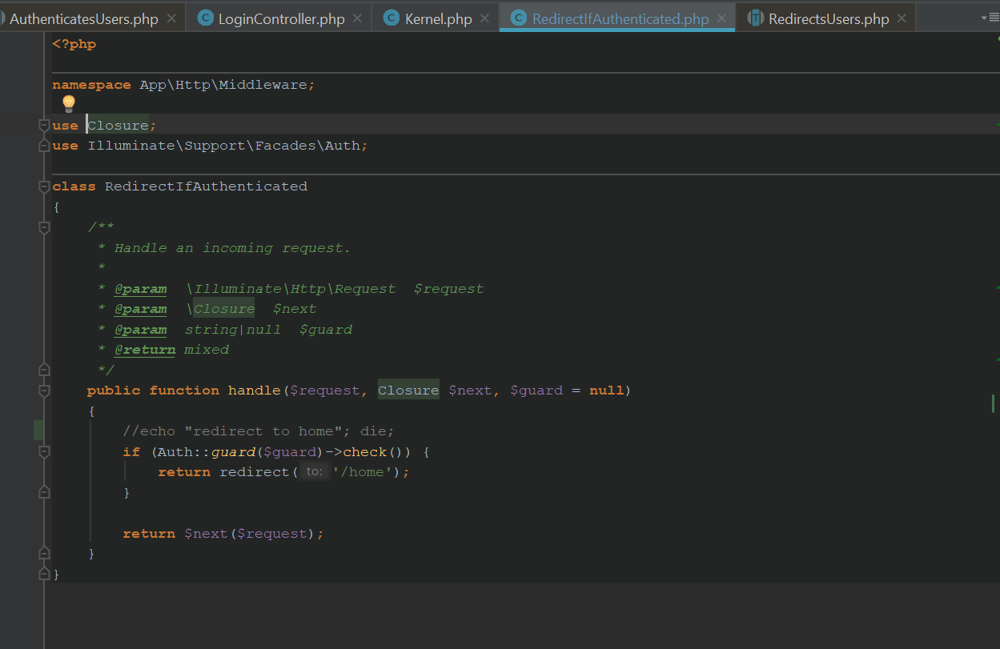 AuthenticatesUsers.php × C LoginController.php × C Kernel.php × C RedirectIfAuthenticated.php × T RedirectsUsers.php ×
<?php
namespace App\Http\Middleware;
use Closure;
use Illuminate\Support\Facades\Auth;
class RedirectIfAuthenticated
{
/**
* Handle an incoming request.
*
* @param  \Illuminate\Http\Request  $request
* @param  \Closure  $next
* @param  string|null  $guard
* @return mixed
*/
public function handle($request, Closure $next, $guard = null)
{
//echo "redirect to home"; die;
if (Auth::guard($guard)->check()) {
return redirect( to: '/home');
}
return $next($request);
}
}